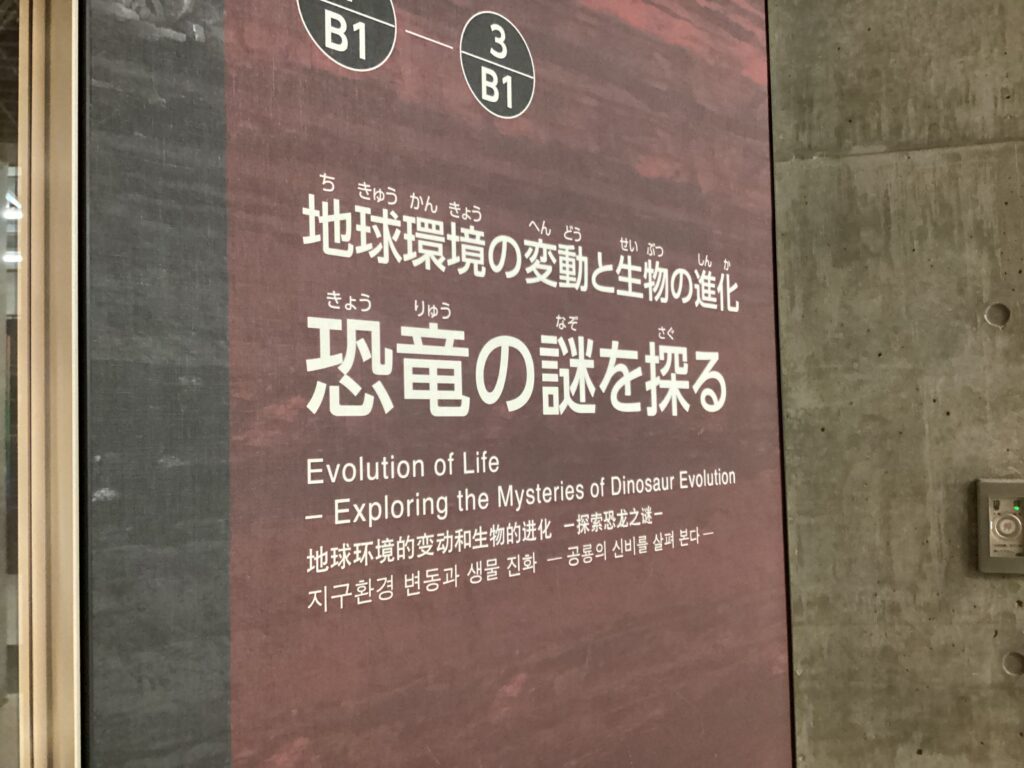 B1 — 3
B1
ち きゅう かん きょう へん どう せい ぶつ しん か
地球環境の変動と生物の進化
きょう りゅう なぞ さぐ
恐竜の謎を探る
Evolution of Life
– Exploring the Mysteries of Dinosaur Evolution
地球环境的变动和生物的进化 －探索恐龙之谜－
지구환경 변동과 생물 진화 ― 공룡의 신비를 살펴 본다 ―